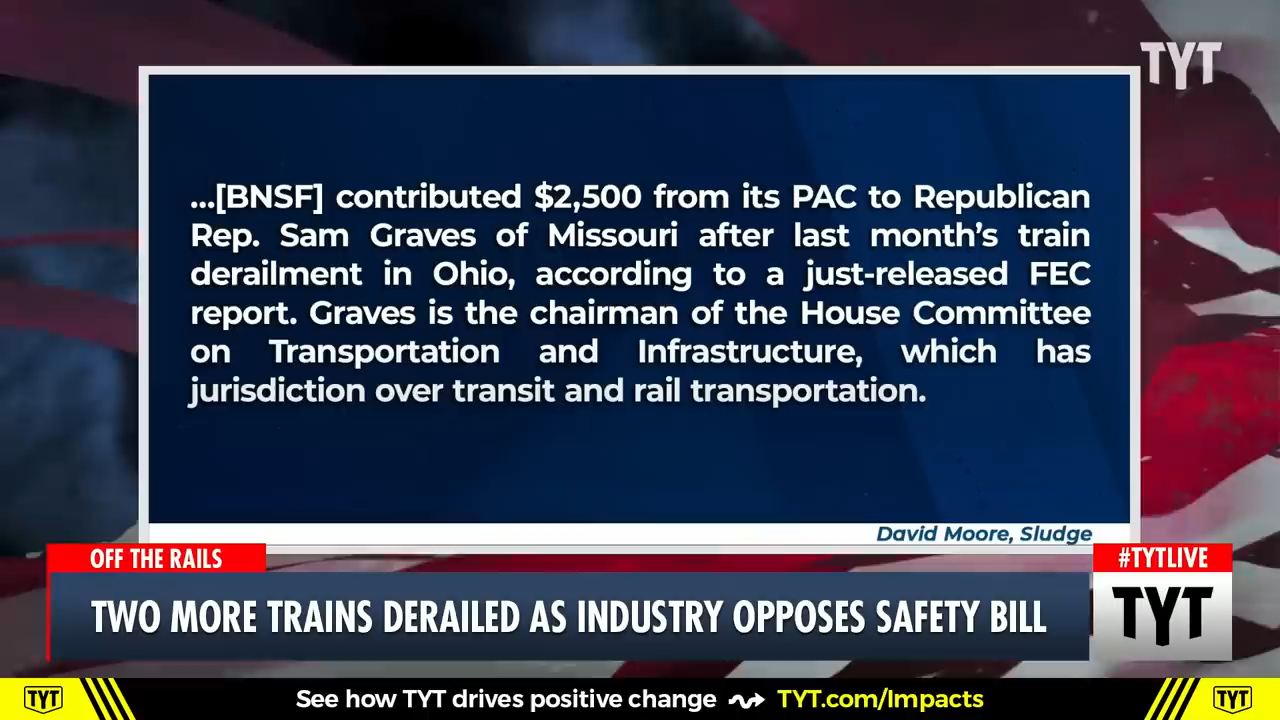 TYT
...[BNSF] contributed $2,500 from its PAC to Republican
Rep. Sam Graves of Missouri after last month's train
derailment in Ohio, according to a just-released FEC
report. Graves is the chairman of the House Committee
on Transportation and Infrastructure, which has
jurisdiction over transit and rail transportation.
David Moore, Sludge
OFF THE RAILS
#TYTLIVE
TWO MORE TRAINS DERAILED AS INDUSTRY OPPOSES SAFETY BILL
TYT
TYT
See how TYT drives positive change TYT.com/Impacts
TYT